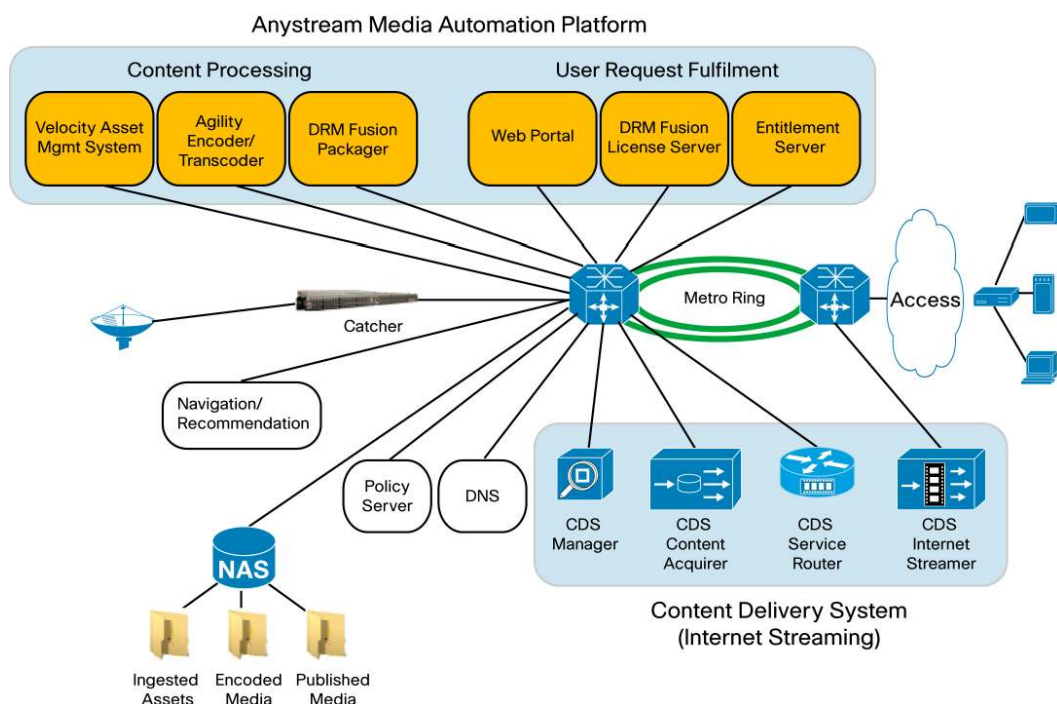 Anystream Media Automation Platform
Content Processing
User Request Fulfilment
Velocity Asset
Mgmt System
Agility
Encoder/
Transcoder
DRM Fusion
Packager
Web Portal
DRM Fusion
License Server
Entitlement
Server
Metro Ring
Access
Catcher
Navigation/
Recommendation
Policy
Server
DNS
NAS
Ingested
Assets
Encoded
Media
Published
Media
CDS
Manager
CDS
Content
Acquirer
CDS
Service
Router
CDS
Internet
Streamer
Content Delivery System
(Internet Streaming)